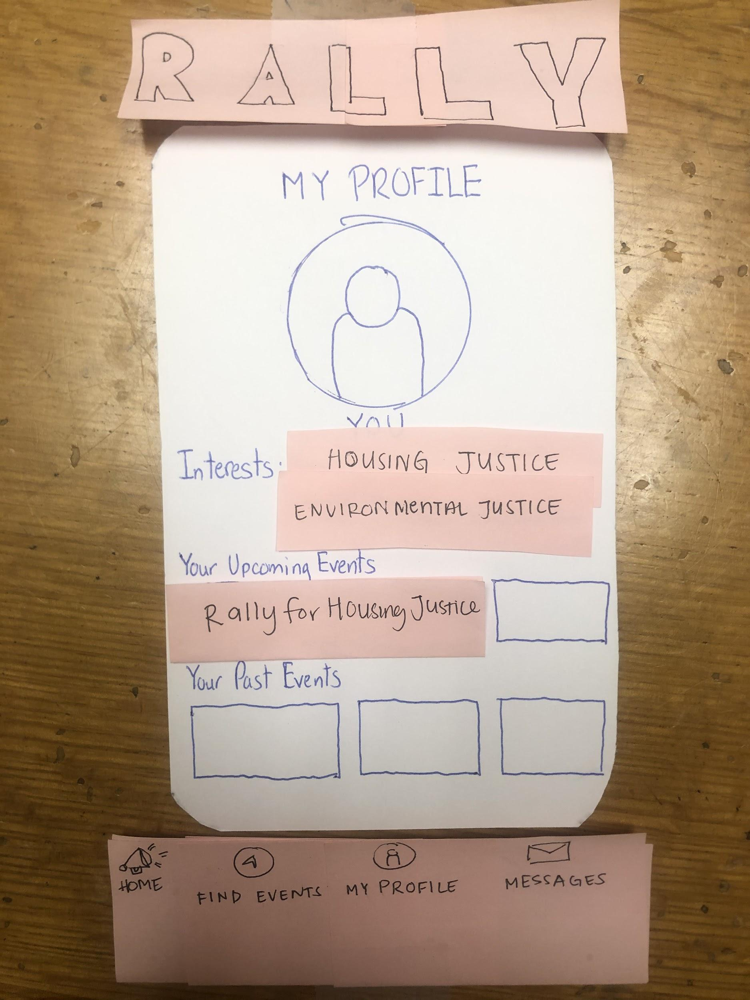 RALLY
MY PROFILE
YOU
Interests:
HOUSING JUSTICE
ENVIRONMENTAL JUSTICE
Your Upcoming Events
Rally for Housing Justice
Your Past Events
HOME
FIND EVENTS
MY PROFILE
MESSAGES